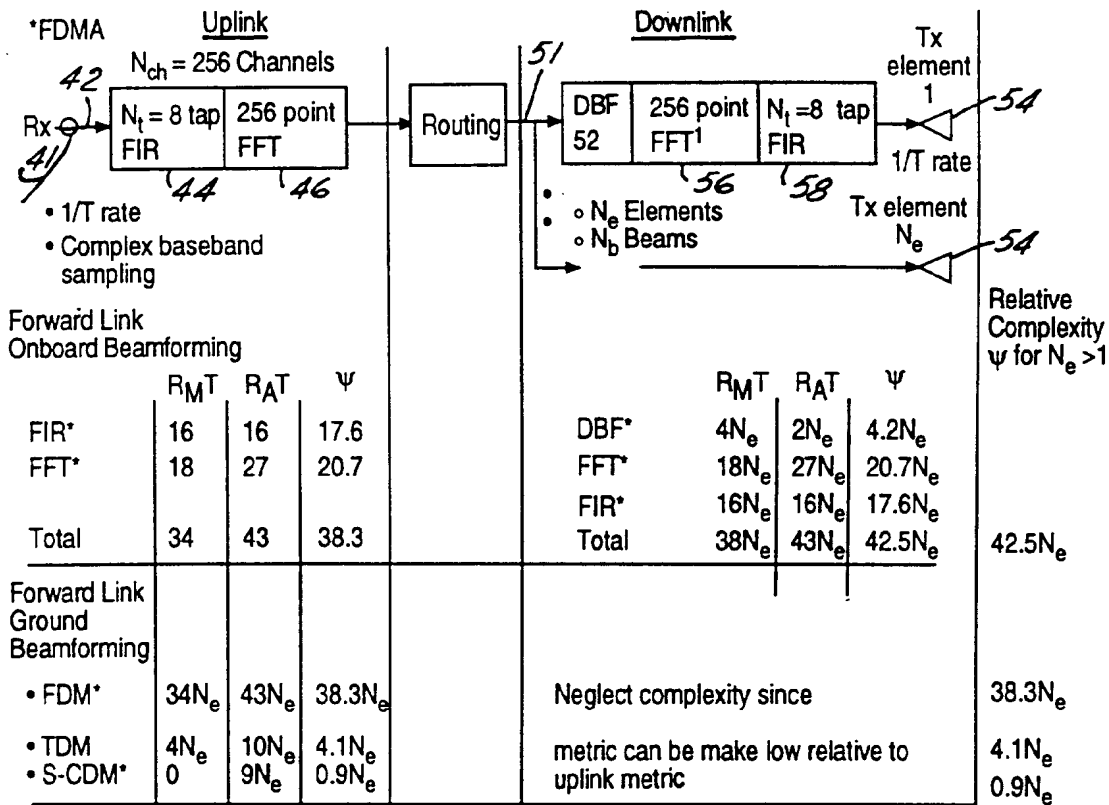 *FDMA Uplink Downlink
N_ch = 256 Channels
42
51
Tx element 1
54
Rx
41
N_t = 8 tap FIR
256 point FFT
Routing
DBF 52
256 point FFT¹
N_t = 8 tap FIR
44
46
56
58
1/T rate
• 1/T rate
• Complex baseband sampling
∘ N_e Elements
∘ N_b Beams
Tx element N_e
54
Relative Complexity ψ for N_e >1
Forward Link
Onboard Beamforming
R_MT R_AT Ψ R_MT R_AT Ψ
FIR* 16 16 17.6 DBF* 4N_e 2N_e 4.2N_e
FFT* 18 27 20.7 FFT* 18N_e 27N_e 20.7N_e
FIR* 16N_e 16N_e 17.6N_e
Total 34 43 38.3 Total 38N_e 43N_e 42.5N_e 42.5N_e
Forward Link
Ground
Beamforming
• FDM* 34N_e 43N_e 38.3N_e Neglect complexity since 38.3N_e
• TDM 4N_e 10N_e 4.1N_e metric can be make low relative to 4.1N_e
• S-CDM* 0 9N_e 0.9N_e uplink metric 0.9N_e